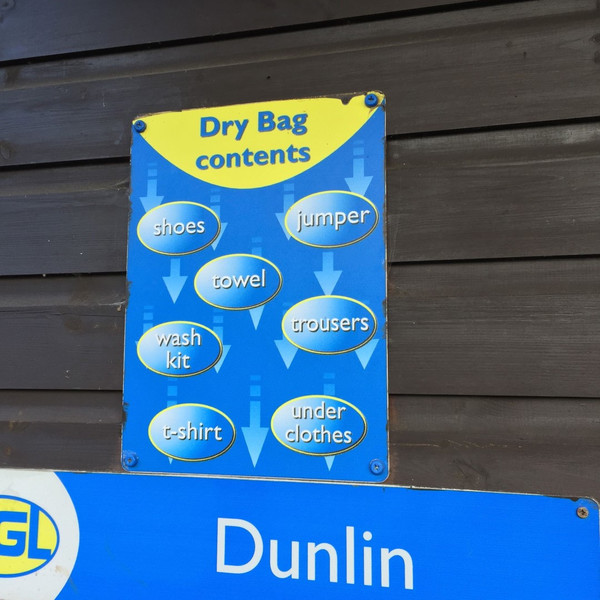 Dry Bag
contents
shoes
jumper
towel
trousers
wash
kit
t-shirt
under
clothes
GL
Dunlin